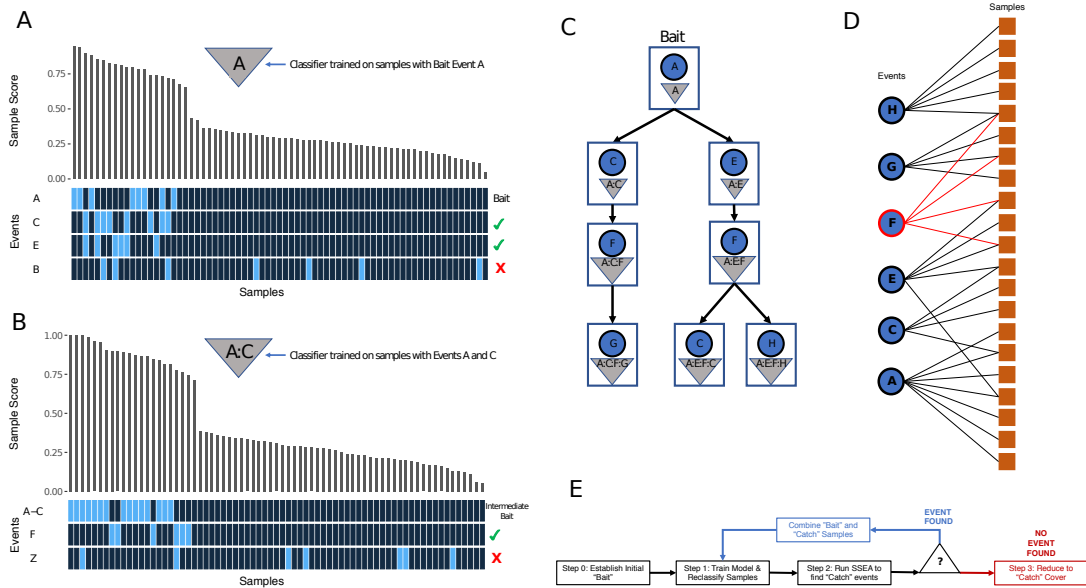 A
Sample Score
0.75
0.50
0.25
0.00
A
Classifier trained on samples with Bait Event A
Events
A
Bait
C
E
B
X
Samples
B
Sample Score
1.00
0.75
0.50
0.25
0.00
A:C
Classifier trained on samples with Events A and C
Events
A–C
Intermediate
Bait
F
Z
X
Samples
C
Bait
A
A
C
A:C
E
A:E
F
A:C:F
F
A:E:F
G
A:C:F:G
C
A:E:F:C
H
A:E:F:H
D
Samples
Events
H
G
F
E
C
A
E
Combine "Bait" and
"Catch" Samples
EVENT
FOUND
NO
EVENT
FOUND
Step 0: Establish Initial
"Bait"
Step 1: Train Model &
Reclassify Samples
Step 2: Run SSEA to
find "Catch" events
?
Step 3: Reduce to
"Catch" Cover